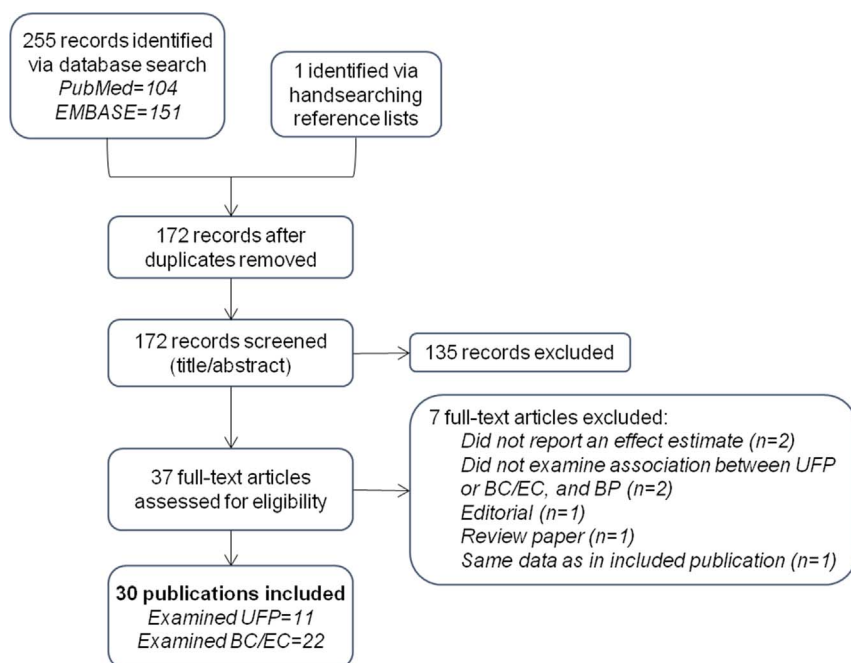 255 records identified
via database search
PubMed=104
EMBASE=151
1 identified via
handsearching
reference lists
172 records after
duplicates removed
172 records screened
(title/abstract)
135 records excluded
37 full-text articles
assessed for eligibility
7 full-text articles excluded:
Did not report an effect estimate (n=2)
Did not examine association between UFP
or BC/EC, and BP (n=2)
Editorial (n=1)
Review paper (n=1)
Same data as in included publication (n=1)
30 publications included
Examined UFP=11
Examined BC/EC=22